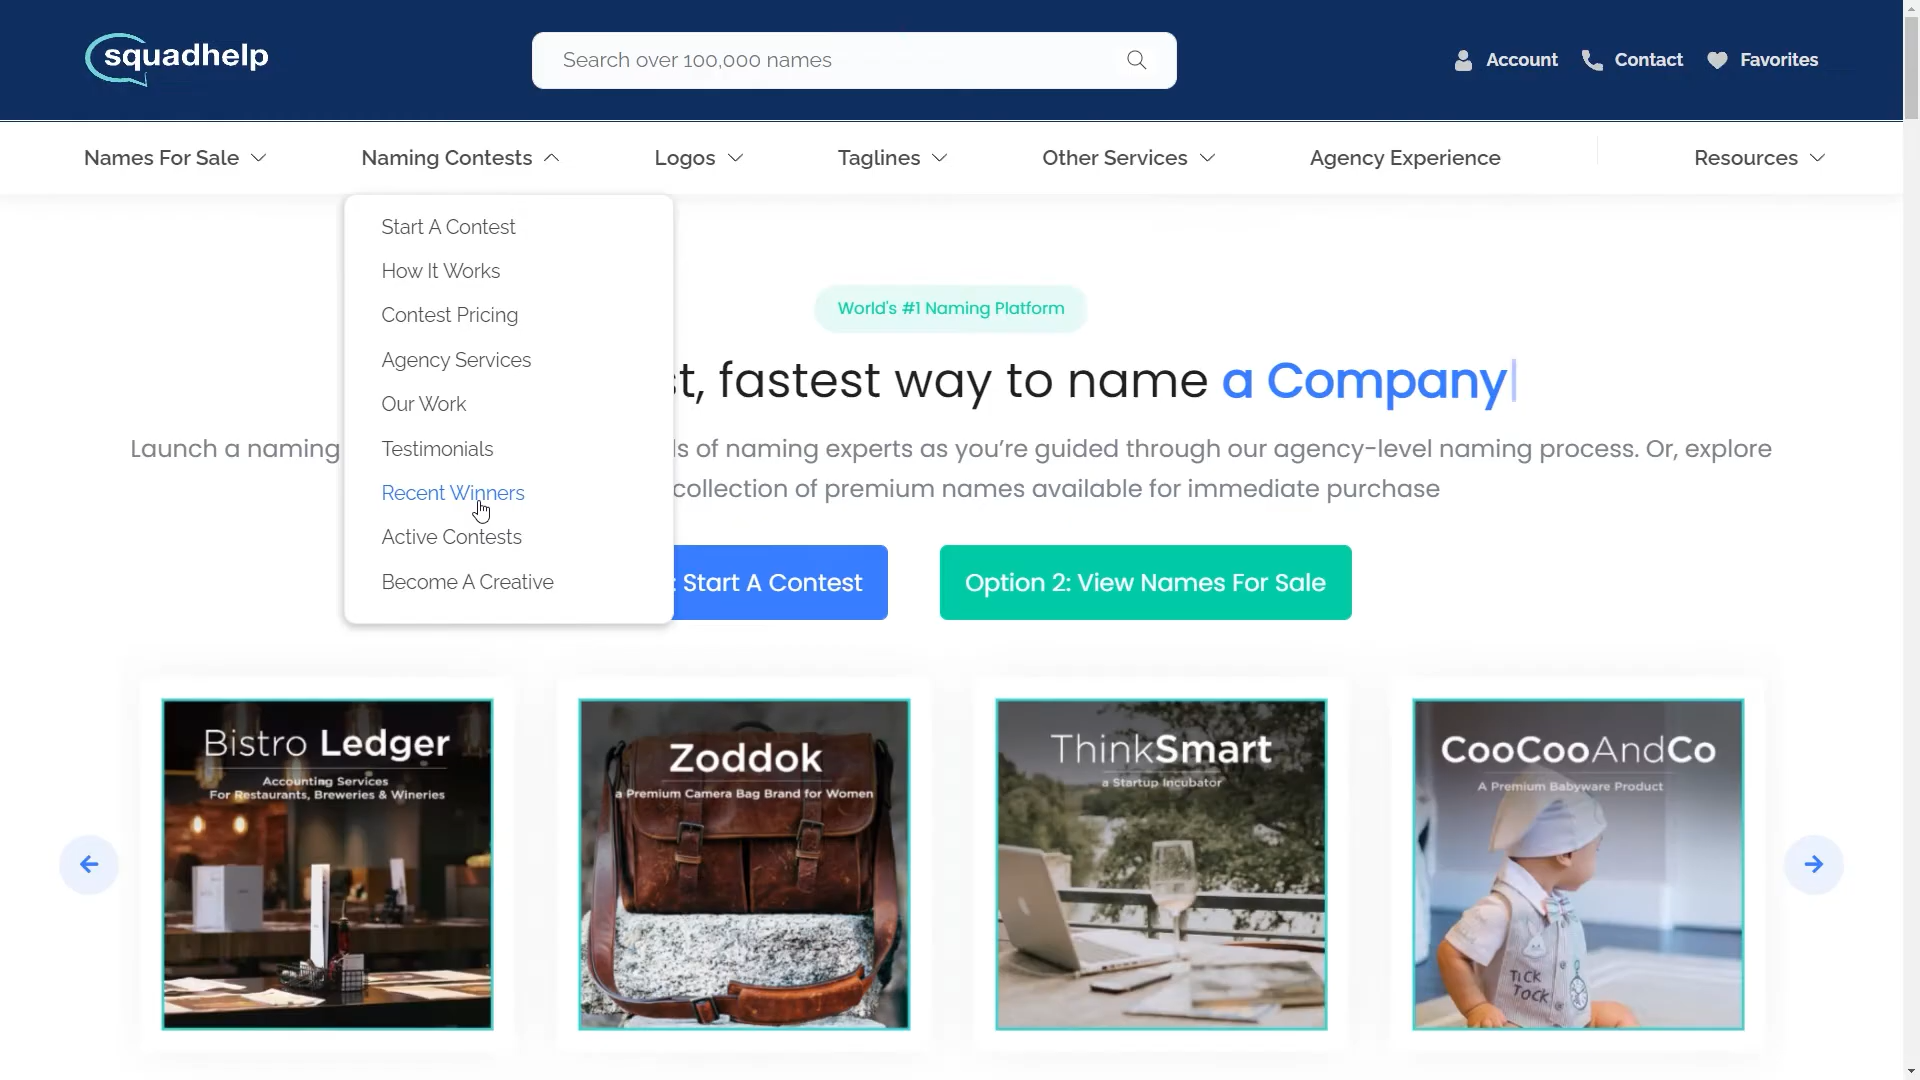 squadhelp
Search over 100,000 names
Account
Contact
Favorites
Names For Sale
Naming Contests
Logos
Taglines
Other Services
Agency Experience
Resources
Start A Contest
How It Works
Contest Pricing
Agency Services
Our Work
Testimonials
Recent Winners
Active Contests
Become A Creative
World's #1 Naming Platform
fastest way to name a Company
Launch a naming of naming experts as you're guided through our agency-level naming process. Or, explore
collection of premium names available for immediate purchase
: Start A Contest
Option 2: View Names For Sale
Bistro Ledger
Accounting Services
For Restaurants, Breweries & Wineries
Zoddok
a Premium Camera Bag Brand for Women
ThinkSmart
a Startup Incubator
CooCooAndCo
A Premium Babyware Product
TICK
TOCK